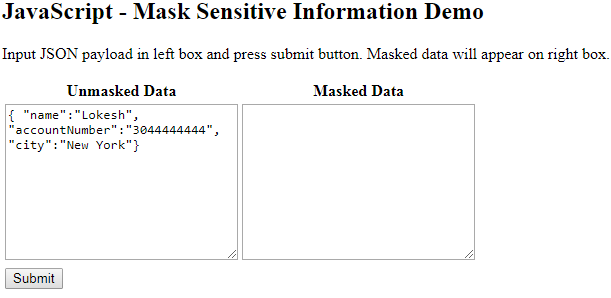 JavaScript - Mask Sensitive Information Demo
Input JSON payload in left box and press submit button. Masked data will appear on right box.
Unmasked Data Masked Data
{ "name":"Lokesh",
"accountNumber":"3044444444",
"city":"New York"}
Submit